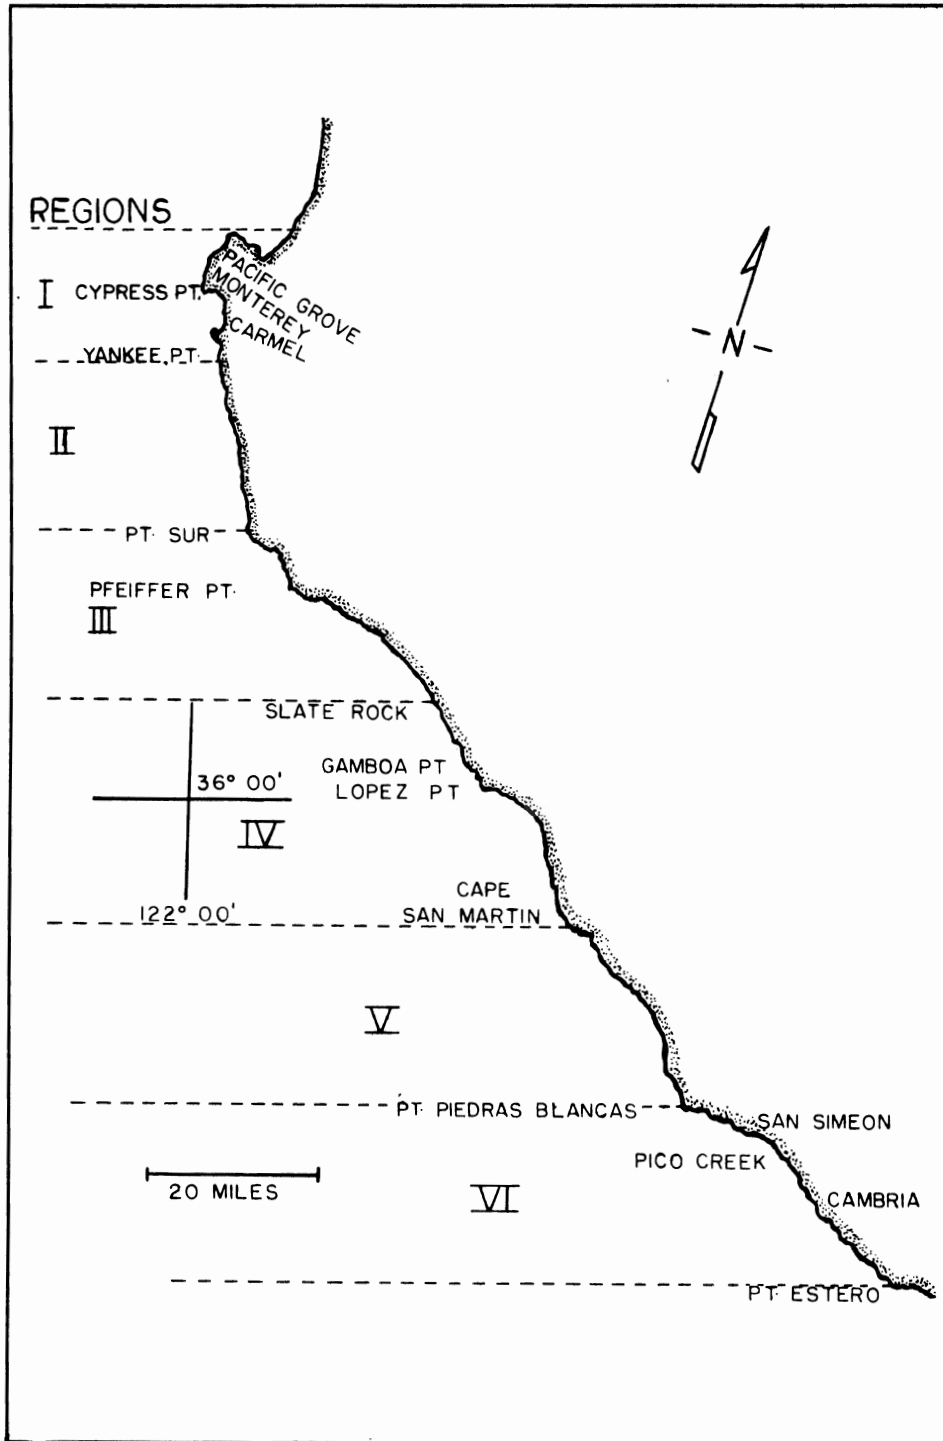 REGIONS
PACIFIC GROVE
MONTEREY
CARMEL
I CYPRESS PT.
YANKEE, PT.
N
II
PT. SUR
PFEIFFER PT.
III
SLATE ROCK
GAMBOA PT
LOPEZ PT
36° 00'
IV
122° 00'
CAPE
SAN MARTIN
V
PT. PIEDRAS BLANCAS
SAN SIMEON
PICO CREEK
20 MILES
VI
CAMBRIA
PT. ESTERO